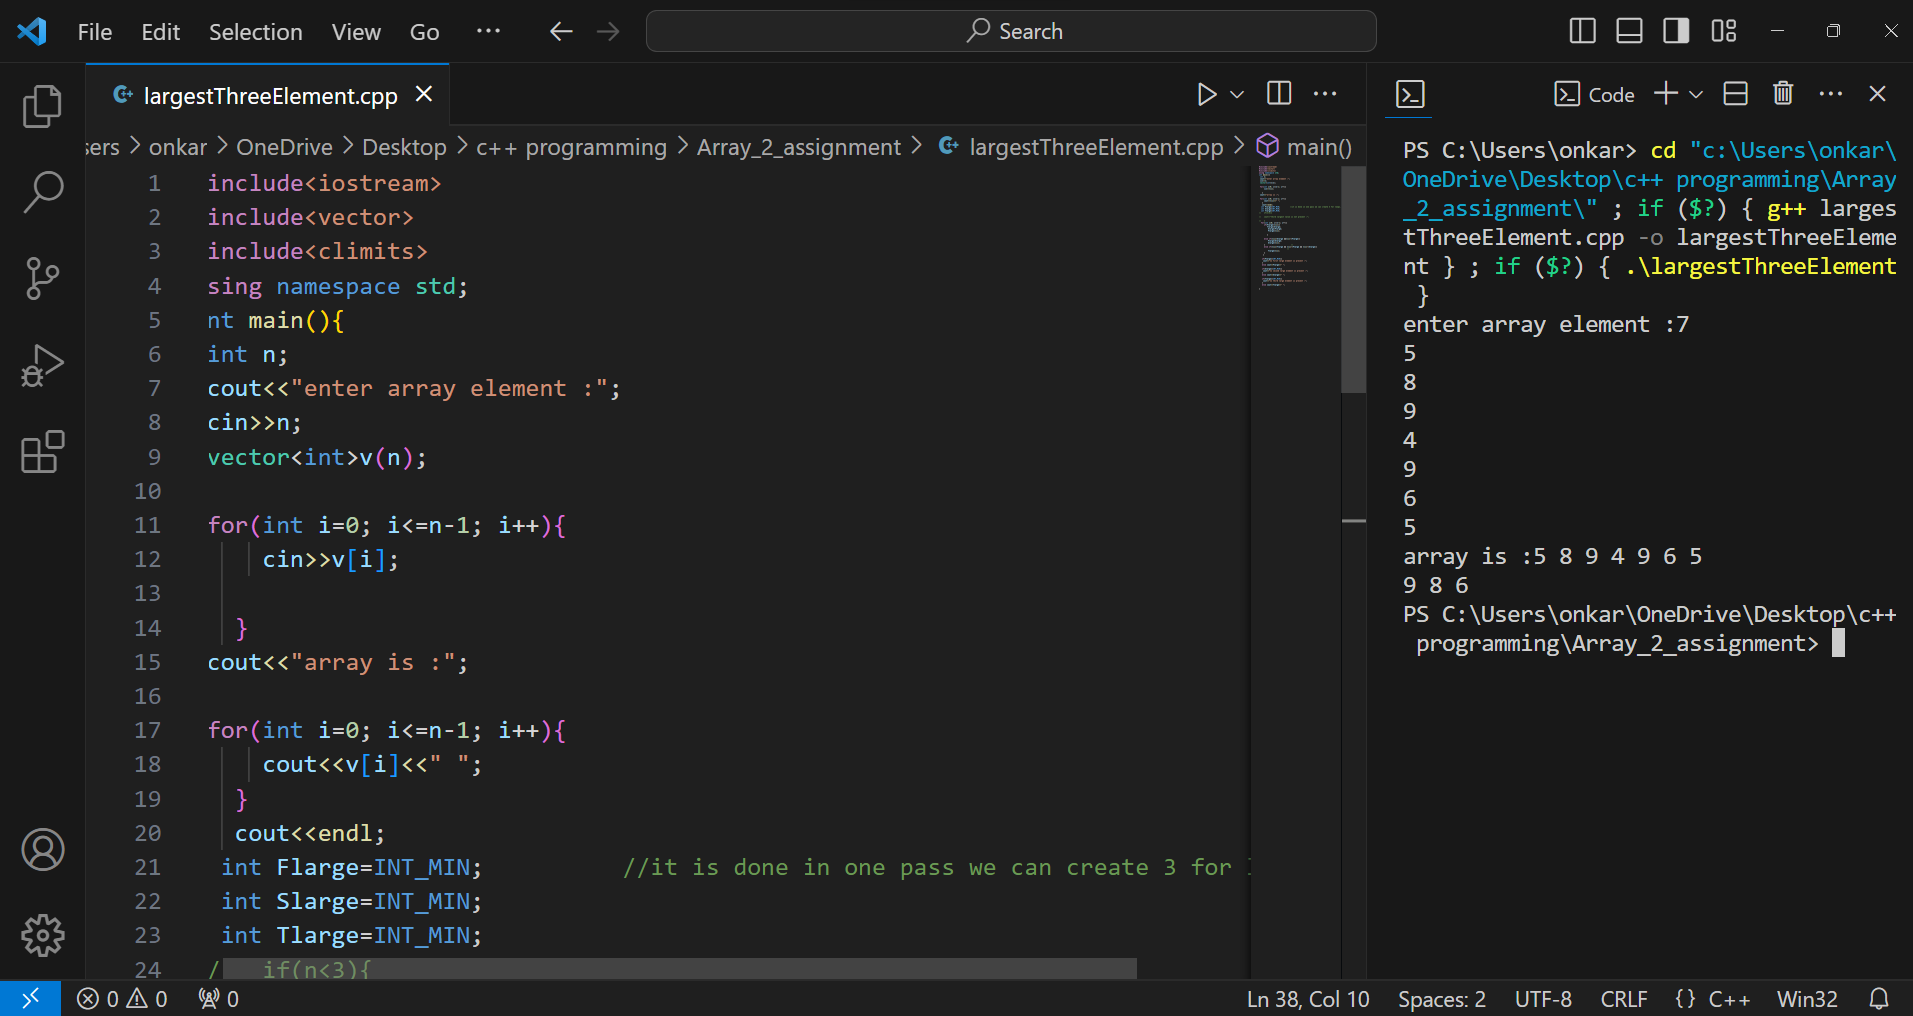 File Edit Selection View Go ··· Search
largestThreeElement.cpp
sers > onkar > OneDrive > Desktop > c++ programming > Array_2_assignment > largestThreeElement.cpp > main()
1 include<iostream>
2 include<vector>
3 include<climits>
4 sing namespace std;
5 nt main(){
6 int n;
7 cout<<"enter array element :";
8 cin>>n;
9 vector<int>v(n);
10
11 for(int i=0; i<=n-1; i++){
12 cin>>v[i];
13
14 }
15 cout<<"array is :";
16
17 for(int i=0; i<=n-1; i++){
18 cout<<v[i]<<" ";
19 }
20 cout<<endl;
21 int Flarge=INT_MIN; //it is done in one pass we can create 3 for
22 int Slarge=INT_MIN;
23 int Tlarge=INT_MIN;
24 / if(n<3){
Code
PS C:\Users\onkar> cd "c:\Users\onkar\
OneDrive\Desktop\c++ programming\Array
_2_assignment\" ; if ($?) { g++ larges
tThreeElement.cpp -o largestThreeEleme
nt } ; if ($?) { .\largestThreeElement
}
enter array element :7
5
8
9
4
9
6
5
array is :5 8 9 4 9 6 5
9 8 6
PS C:\Users\onkar\OneDrive\Desktop\c++
programming\Array_2_assignment>
0 0 0 Ln 38, Col 10 Spaces: 2 UTF-8 CRLF {} C++ Win32